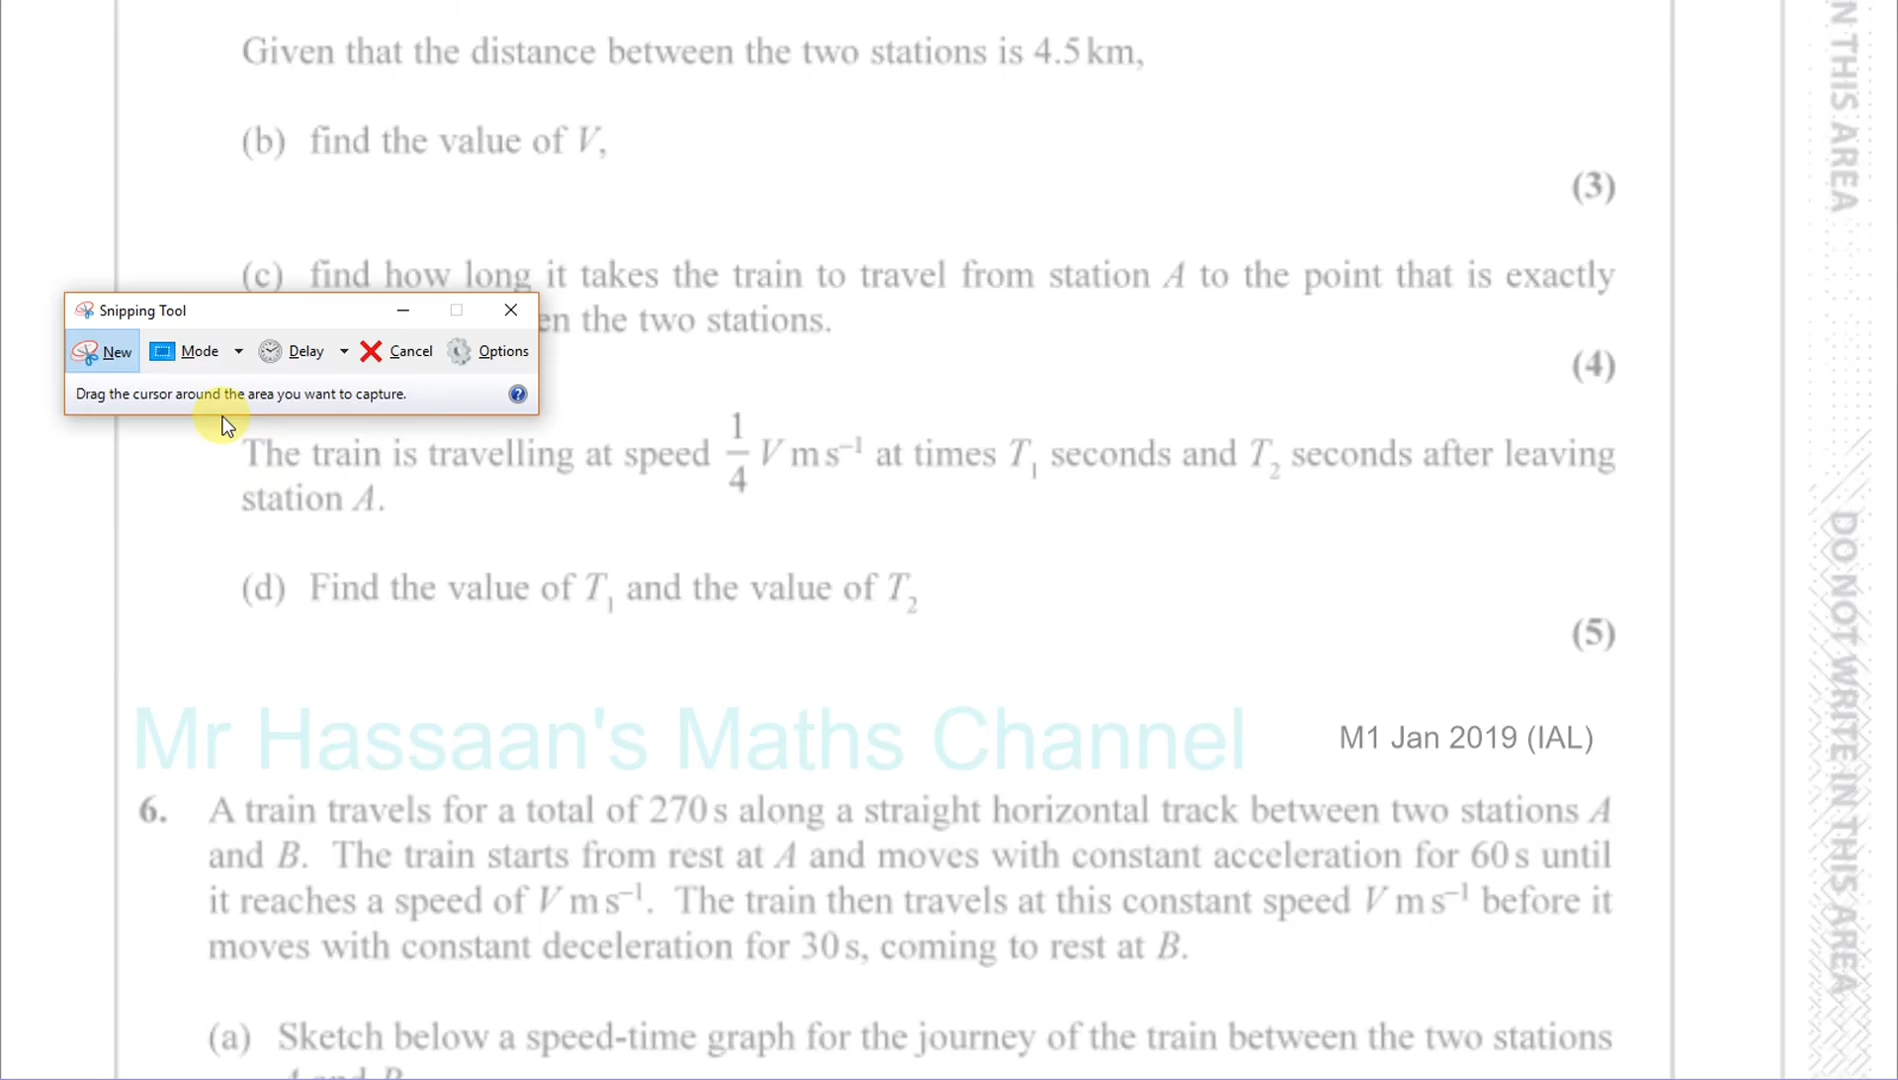 Given that the distance between the two stations is 4.5 km,
(b) find the value of V,
(3)
(c) find how long it takes the train to travel from station A to the point that is exactly
en the two stations.
(4)
Snipping Tool
New Mode Delay Cancel Options
Drag the cursor around the area you want to capture.
The train is travelling at speed 1/4 V m s⁻¹ at times T₁ seconds and T₂ seconds after leaving
station A.
(d) Find the value of T₁ and the value of T₂
(5)
Mr Hassaan's Maths Channel
M1 Jan 2019 (IAL)
6. A train travels for a total of 270 s along a straight horizontal track between two stations A
and B. The train starts from rest at A and moves with constant acceleration for 60 s until
it reaches a speed of V m s⁻¹. The train then travels at this constant speed V m s⁻¹ before it
moves with constant deceleration for 30 s, coming to rest at B.
(a) Sketch below a speed-time graph for the journey of the train between the two stations
A and B
N THIS AREA
DO NOT WRITE IN THIS AREA